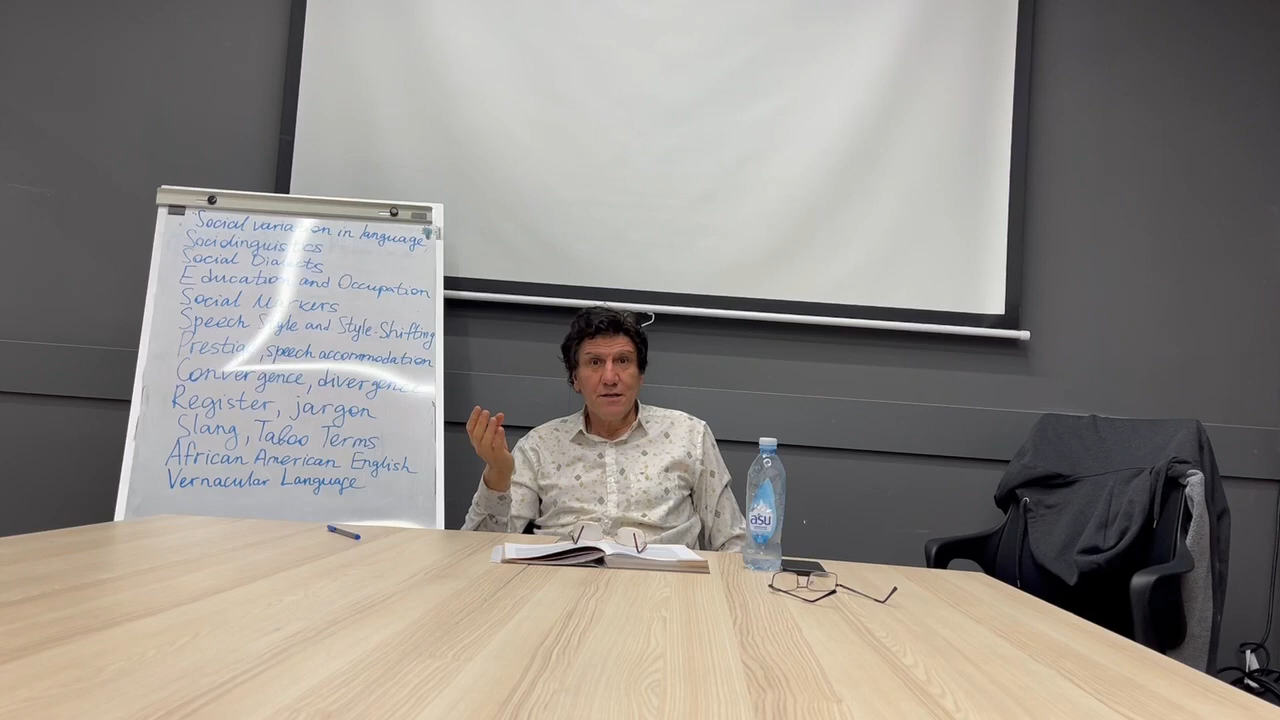 Social variation in language,
Sociolinguistics
Social Dialects
Education and Occupation
Social Markers
Speech Style and Style-Shifting
Prestige, speech accommodation
Convergence, divergence
Register, jargon
Slang, Taboo Terms
African American English
Vernacular Language
asu